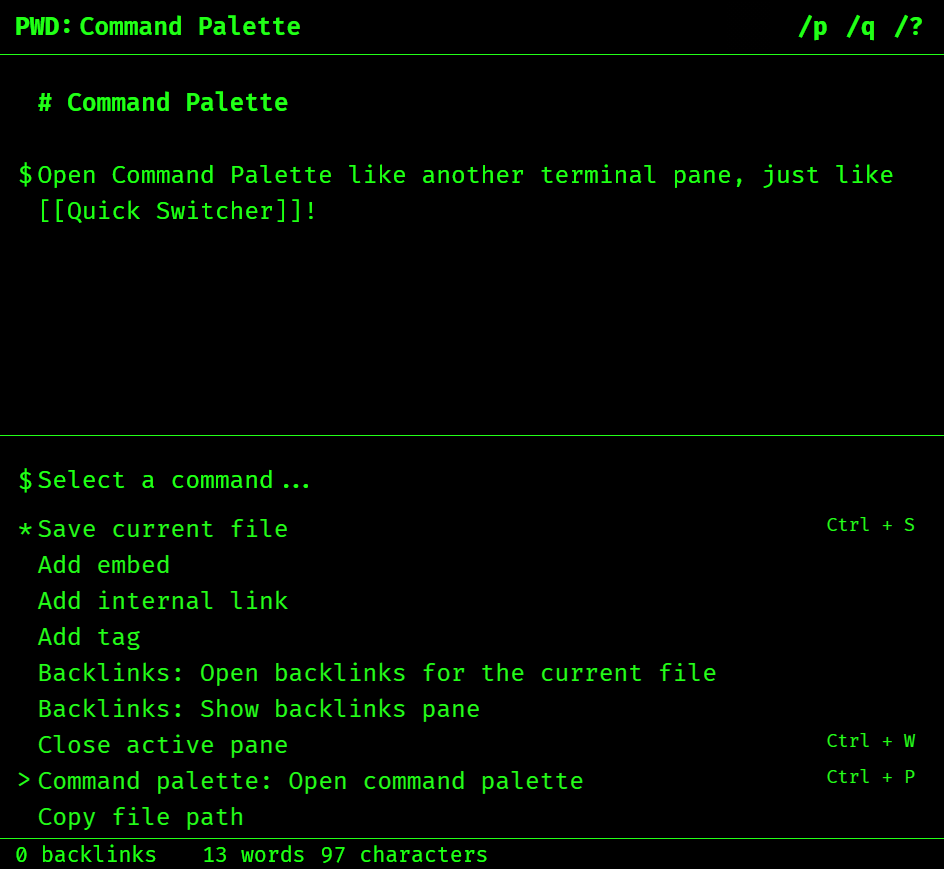 PWD: Command Palette /p /q /?
# Command Palette
$ Open Command Palette like another terminal pane, just like
[[Quick Switcher]]!
$ Select a command...
* Save current file Ctrl + S
Add embed
Add internal link
Add tag
Backlinks: Open backlinks for the current file
Backlinks: Show backlinks pane
Close active pane Ctrl + W
> Command palette: Open command palette Ctrl + P
Copy file path
0 backlinks 13 words 97 characters